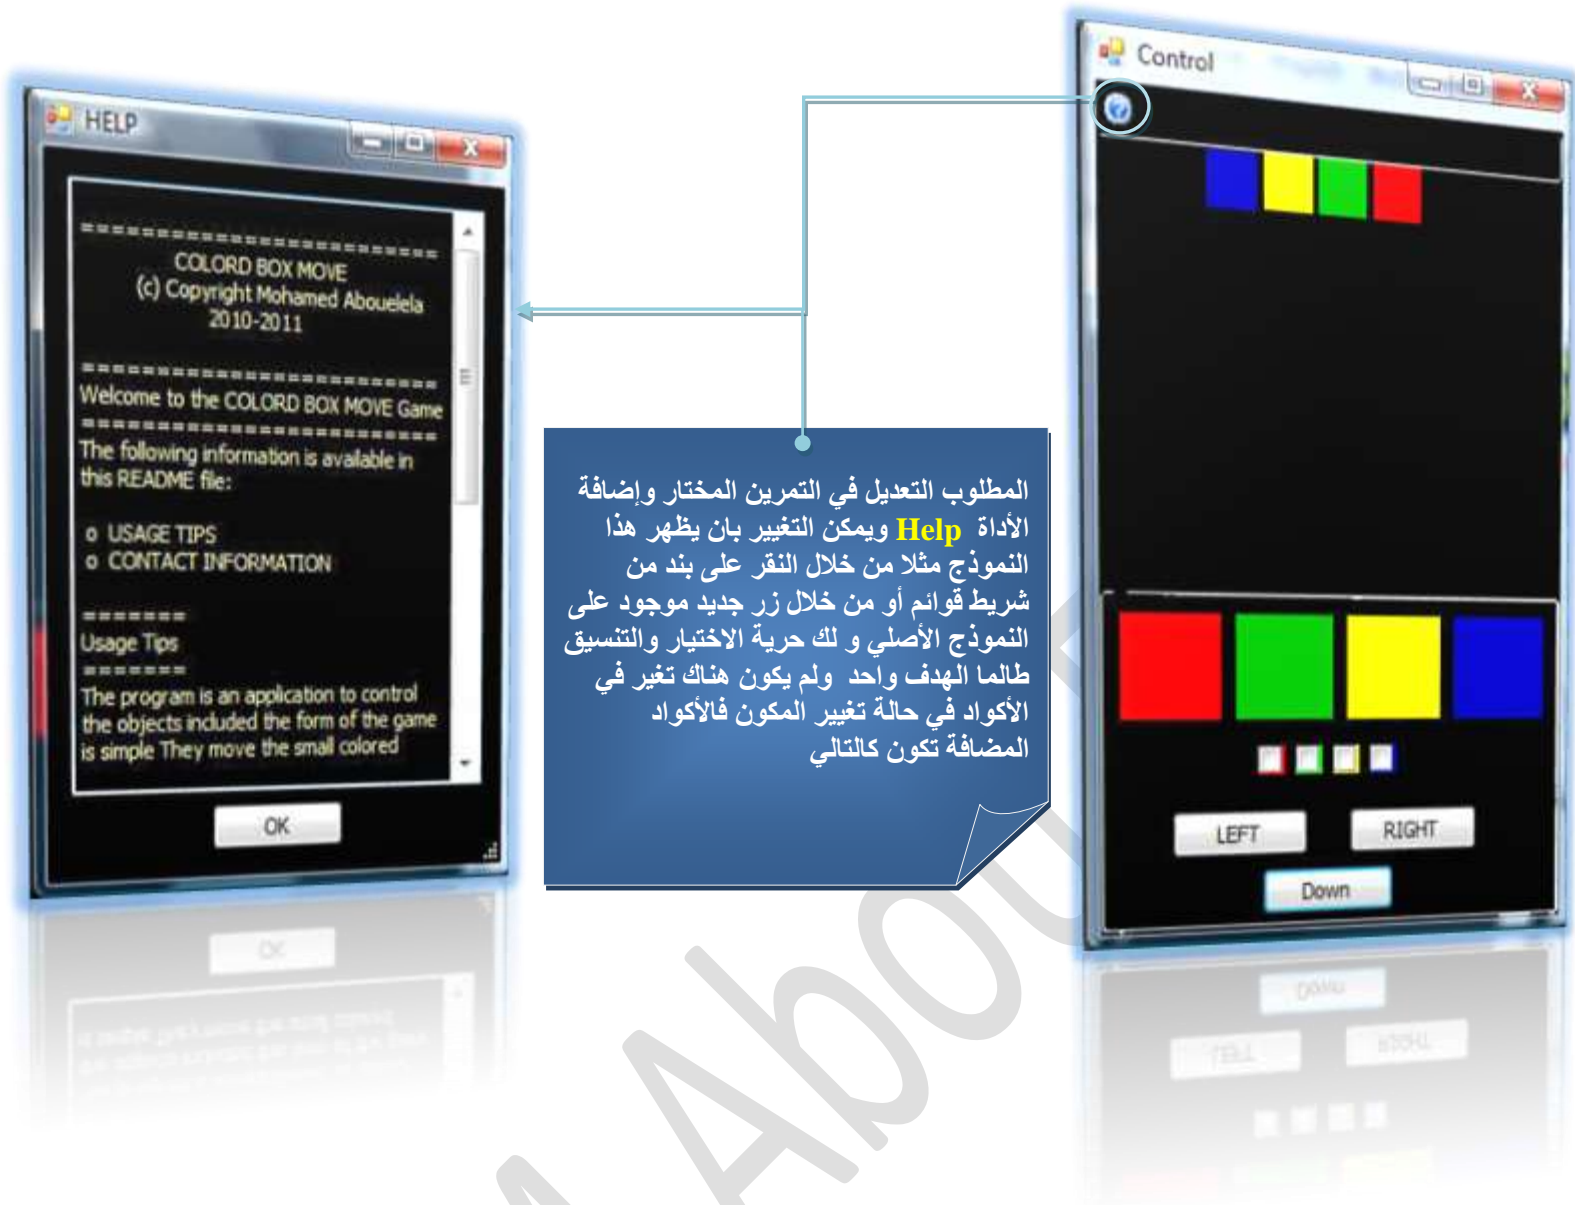 HELP
=========================
COLORD BOX MOVE
(c) Copyright Mohamed Abouelela
2010-2011
=========================
Welcome to the COLORD BOX MOVE Game
=========================
The following information is available in
this README file:
o USAGE TIPS
o CONTACT INFORMATION
=======
Usage Tips
=======
The program is an application to control
the objects included the form of the game
is simple They move the small colored
OK
المطلوب التعديل في التمرين المختار وإضافة
الأداة Help ويمكن التغيير بان يظهر هذا
النموذج مثلا من خلال النقر على بند من
شريط قوائم أو من خلال زر جديد موجود على
النموذج الأصلي و لك حرية الاختيار والتنسيق
طالما الهدف واحد ولم يكون هناك تغير في
الأكواد في حالة تغيير المكون فالأكواد
المضافة تكون كالتالي
Control
LEFT
RIGHT
Down